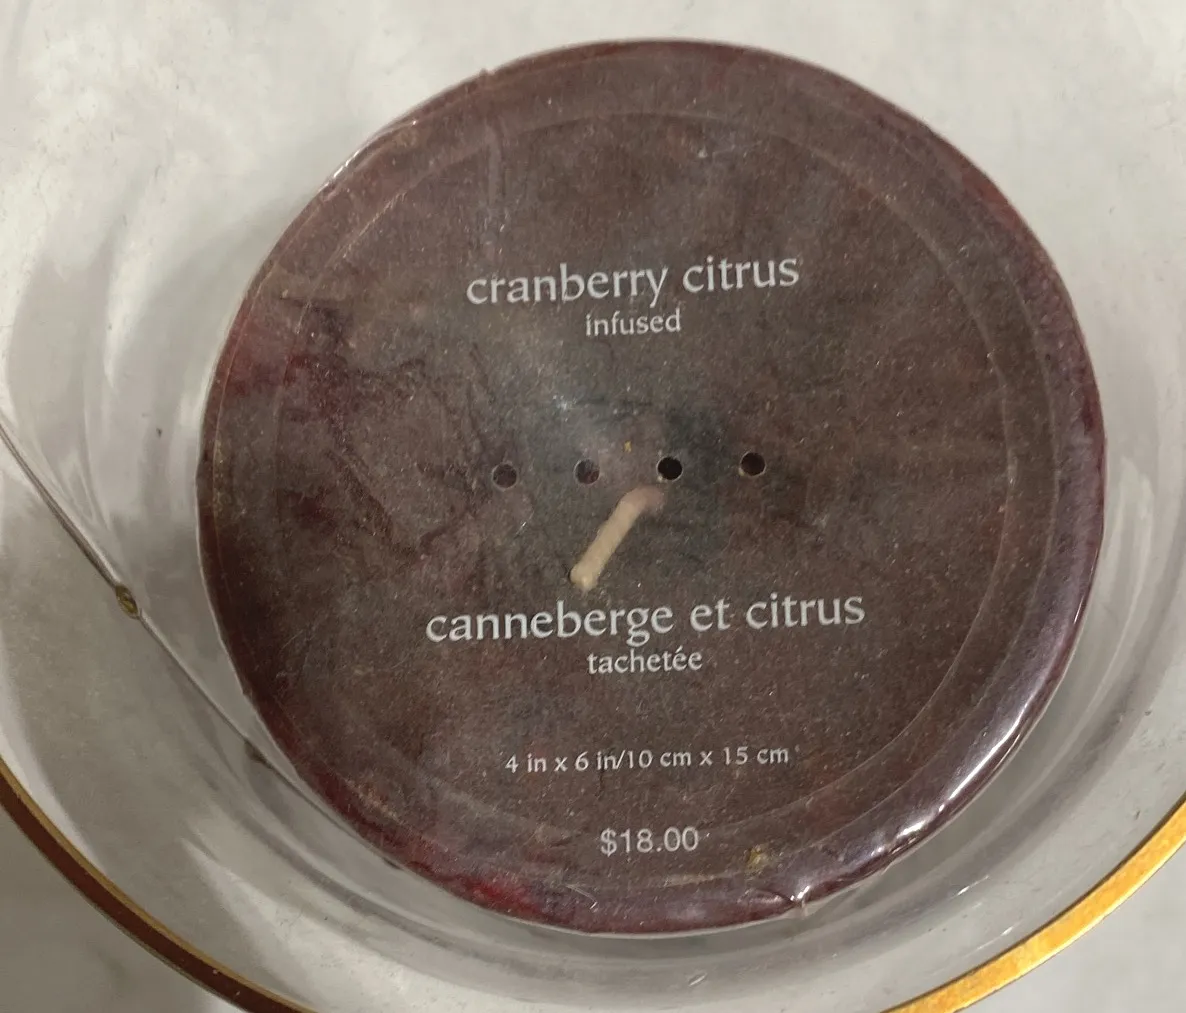 cranberry citrus
infused
canneberge et citrus
tachetée
4 in x 6 in/10 cm x 15 cm
$18.00